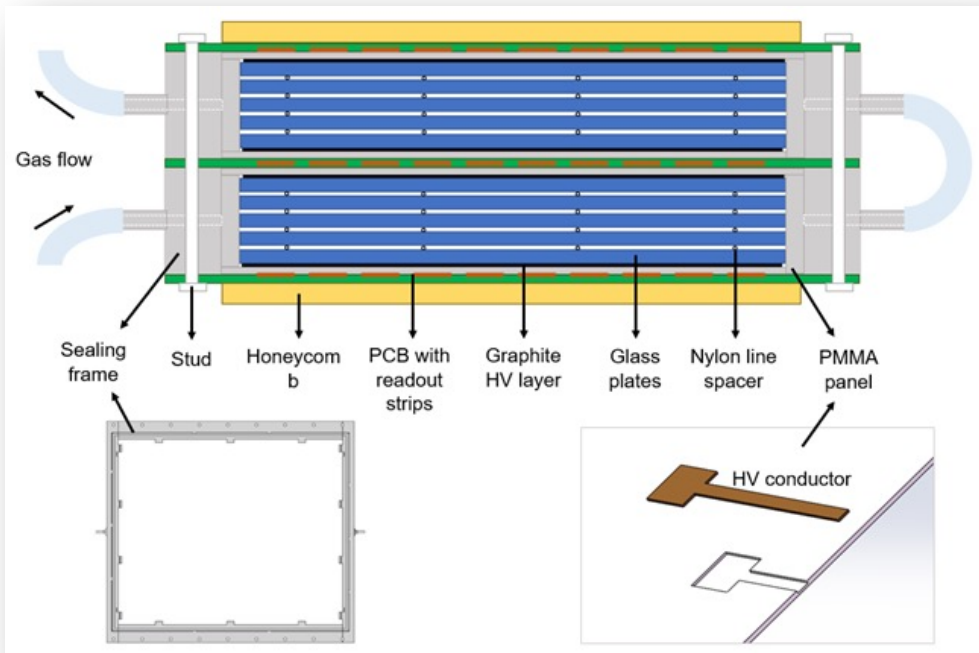 Gas flow
Sealing
frame
Stud
Honeycom
b
PCB with
readout
strips
Graphite
HV layer
Glass
plates
Nylon line
spacer
PMMA
panel
HV conductor